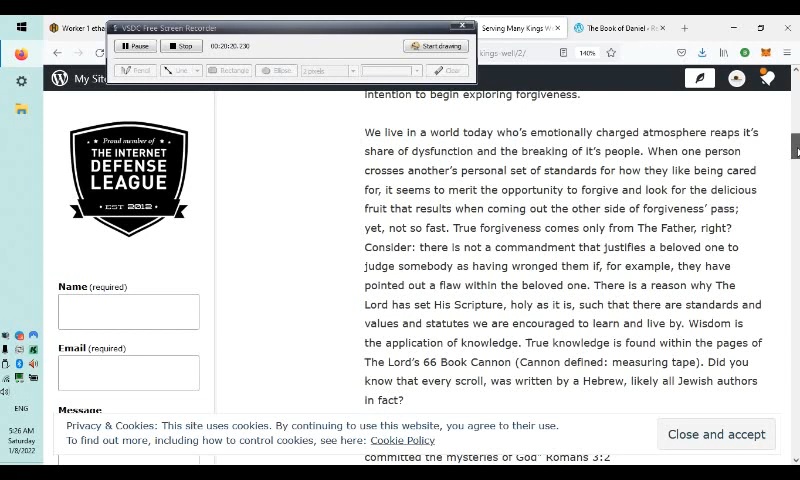 Worker 1 etha
VSDC Free Screen Recorder
Serving Many Kings Well
The Book of Daniel
Pause
Stop
00:20:20.230
Start drawing
Pencil
Line
Rectangle
Ellipse
2 pixels
Clear
kings-well/2/
140%
My Sit
intention to begin exploring forgiveness.
Proud member of
THE INTERNET
DEFENSE
LEAGUE
EST 2012
We live in a world today who's emotionally charged atmosphere reaps it's
share of dysfunction and the breaking of it's people. When one person
crosses another's personal set of standards for how they like being cared
for, it seems to merit the opportunity to forgive and look for the delicious
fruit that results when coming out the other side of forgiveness' pass;
yet, not so fast. True forgiveness comes only from The Father, right?
Consider: there is not a commandment that justifies a beloved one to
judge somebody as having wronged them if, for example, they have
pointed out a flaw within the beloved one. There is a reason why The
Lord has set His Scripture, holy as it is, such that there are standards and
values and statutes we are encouraged to learn and live by. Wisdom is
the application of knowledge. True knowledge is found within the pages of
The Lord's 66 Book Cannon (Cannon defined: measuring tape). Did you
know that every scroll, was written by a Hebrew, likely all Jewish authors
in fact?
Name (required)
Email (required)
Message
Privacy & Cookies: This site uses cookies. By continuing to use this website, you agree to their use.
To find out more, including how to control cookies, see here: Cookie Policy
Close and accept
committed the mysteries of God" Romans 3:2
ENG
5:26 AM
Saturday
1/8/2022